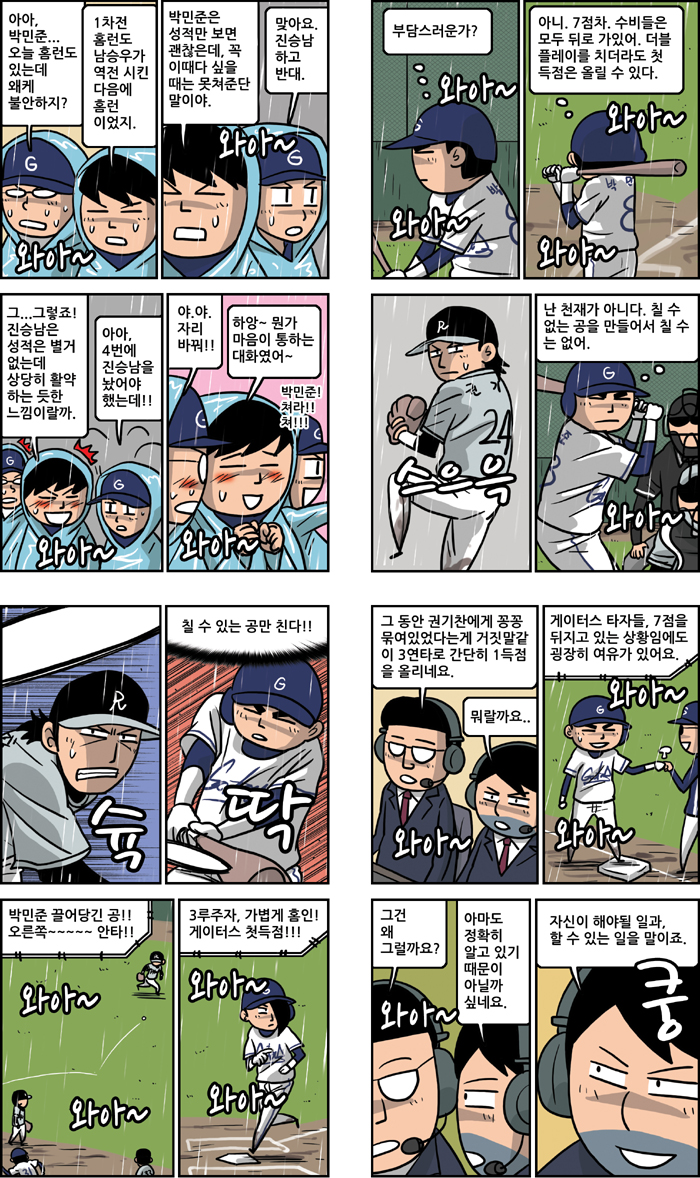 아아,
박민준...
오늘 홈런도
있는데
왜케
불안하지?
1차전
홈런도
남승우가
역전 시킨
다음에
홈런
이었지.
와아~
박민준은
성적만 보면
괜찮은데, 꼭
이때다 싶을
때는 못쳐준단
말이야.
맞아요.
진승남
하고
반대.
와아~
G
G
그...그렇죠!
진승남은
성적은 별거
없는데
상당히 활약
하는 듯한
느낌이랄까.
아아,
4번에
진승남을
놨어야
했는데!!
G
G
와아~
야.야.
자리
바꿔!!
하앙~ 뭔가
마음이 통하는
대화였어~
박민준!
쳐라!!
쳐!!!
와아~
부담스러운가?
와아~
G
와아~
아니. 7점차. 수비들은
모두 뒤로 가있어. 더블
플레이를 치더라도 첫
득점은 올릴 수 있다.
와아~
와아~
R
24
스으윽
난 천재가 아니다. 칠 수
없는 공을 만들어서 칠 수
는 없어.
G
와아~
R
슉
칠 수 있는 공만 친다!!
G
딱
박민준 끌어당긴 공!!
오른쪽~~~~~ 안타!!
와아~
와아~
3루주자, 가볍게 홈인!
게이터스 첫득점!!!
와아~
G
와아~
그 동안 권기찬에게 꽁꽁
묶여있었다는게 거짓말같
이 3연타로 간단히 1득점
을 올리네요.
뭐랄까요..
와아~
게이터스 타자들, 7점을
뒤지고 있는 상황임에도
굉장히 여유가 있어요.
와아~
G
와아~
그건
왜
그럴까요?
아마도
정확히
알고 있기
때문이
아닐까
싶네요.
와아~
자신이 해야될 일과,
할 수 있는 일을 말이죠.
쿵